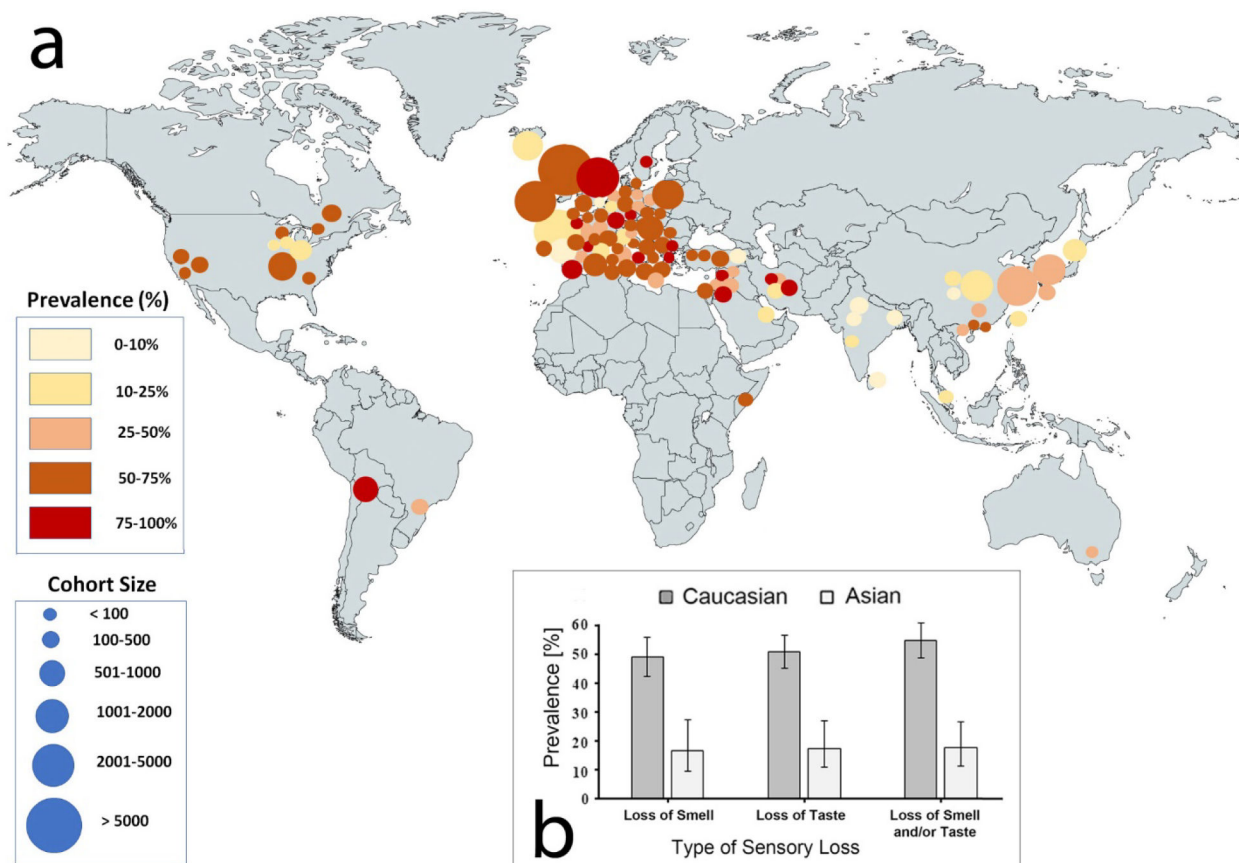 a
Prevalence (%)
0-10%
10-25%
25-50%
50-75%
75-100%
Cohort Size
< 100
100-500
501-1000
1001-2000
2001-5000
> 5000
b
Caucasian Asian
Prevalence [%]
60
50
40
30
20
10
0
Loss of Smell Loss of Taste Loss of Smell
and/or Taste
Type of Sensory Loss